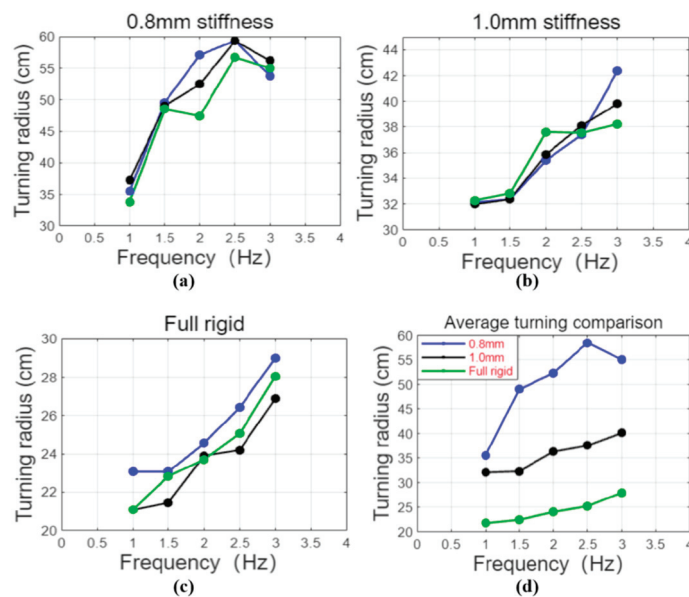 0.8mm stiffness
Turning radius (cm)
60
55
50
45
40
35
30
0 0.5 1 1.5 2 2.5 3 3.5 4
Frequency (Hz)
(a)
1.0mm stiffness
Turning radius (cm)
44
42
40
38
36
34
32
30
0 0.5 1 1.5 2 2.5 3 3.5 4
Frequency (Hz)
(b)
Full rigid
Turning radius (cm)
30
28
26
24
22
20
0 0.5 1 1.5 2 2.5 3 3.5 4
Frequency (Hz)
(c)
Average turning comparison
Turning radius (cm)
60
55
50
45
40
35
30
25
20
0.8mm
1.0mm
Full rigid
0 0.5 1 1.5 2 2.5 3 3.5 4
Frequency (Hz)
(d)